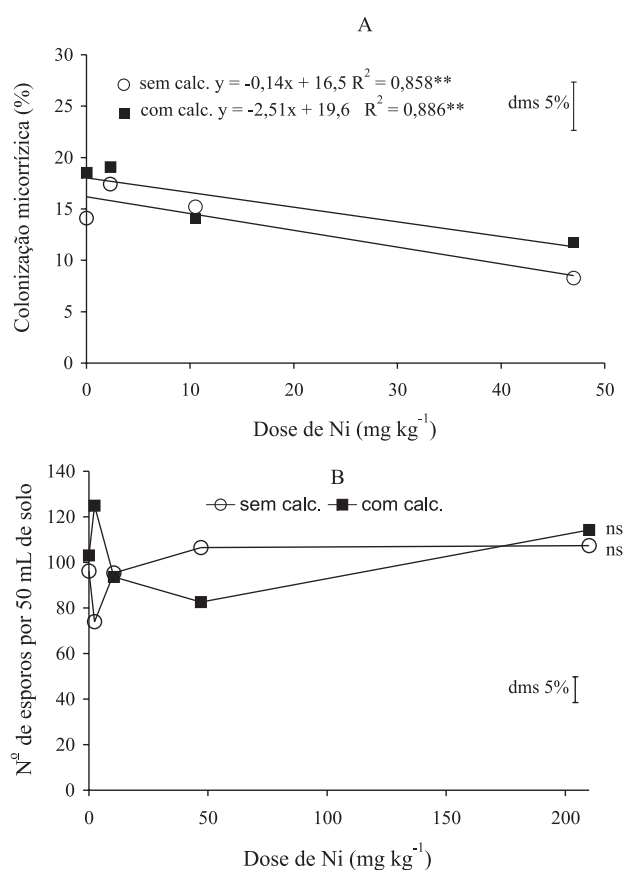 A
sem calc. y = -0,14x + 16,5 R² = 0,858**
com calc. y = -2,51x + 19,6 R² = 0,886**
dms 5%
Colonização micorrízica (%)
35
30
25
20
15
10
5
0
0 10 20 30 40 50
Dose de Ni (mg kg⁻¹)
B
sem calc. com calc.
ns
ns
dms 5%
Nº de esporos por 50 mL de solo
140
120
100
80
60
40
20
0
0 50 100 150 200
Dose de Ni (mg kg⁻¹)